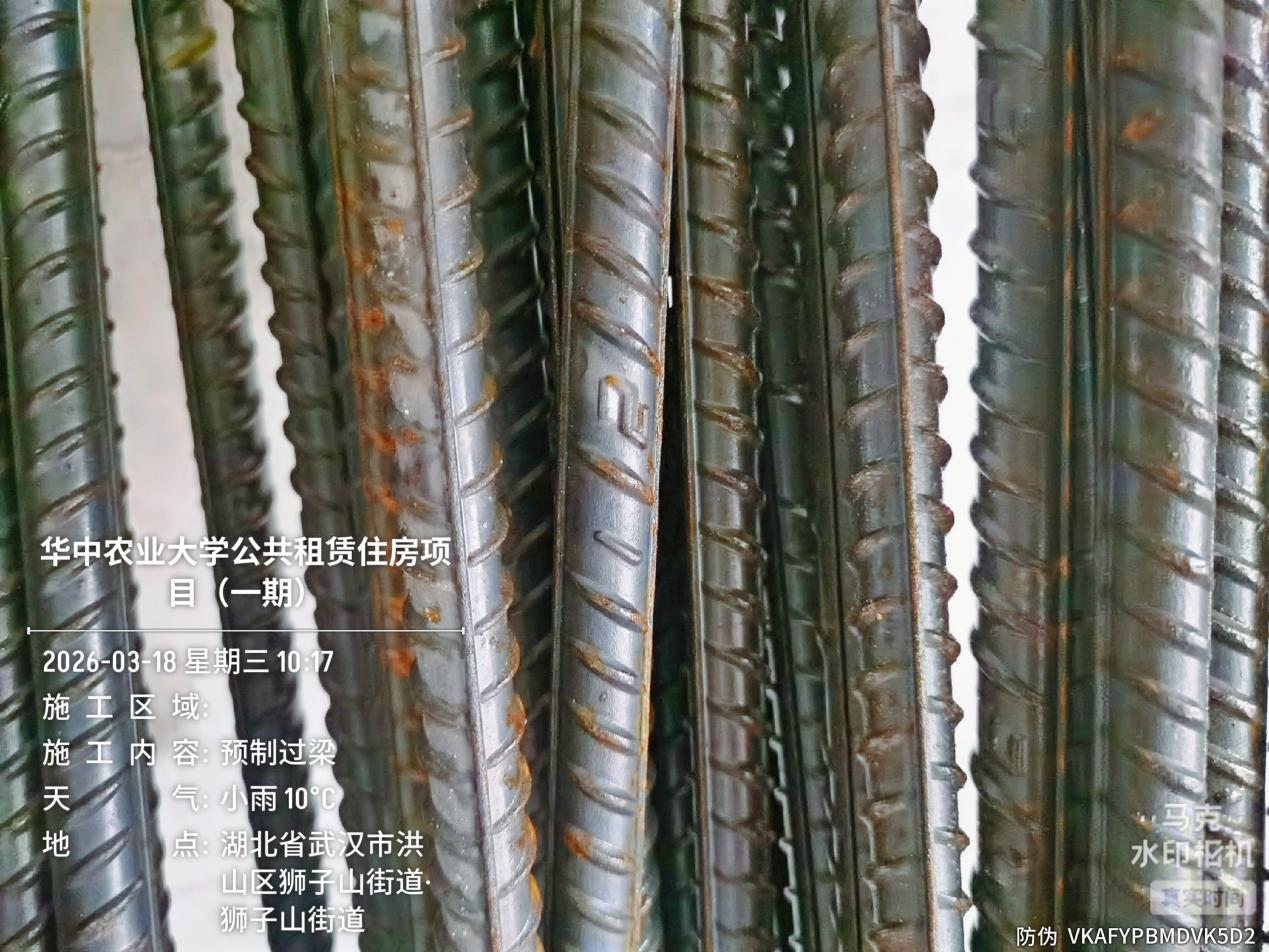 2
1
华中农业大学公共租赁住房项
目（一期）
2026-03-18 星期三 10:17
施工区域:
施工内容: 预制过梁
天气: 小雨 10°C
地点: 湖北省武汉市洪
山区狮子山街道·
狮子山街道
马克
水印相机
真实时间
防伪 VKAFYPBMDVK5D2